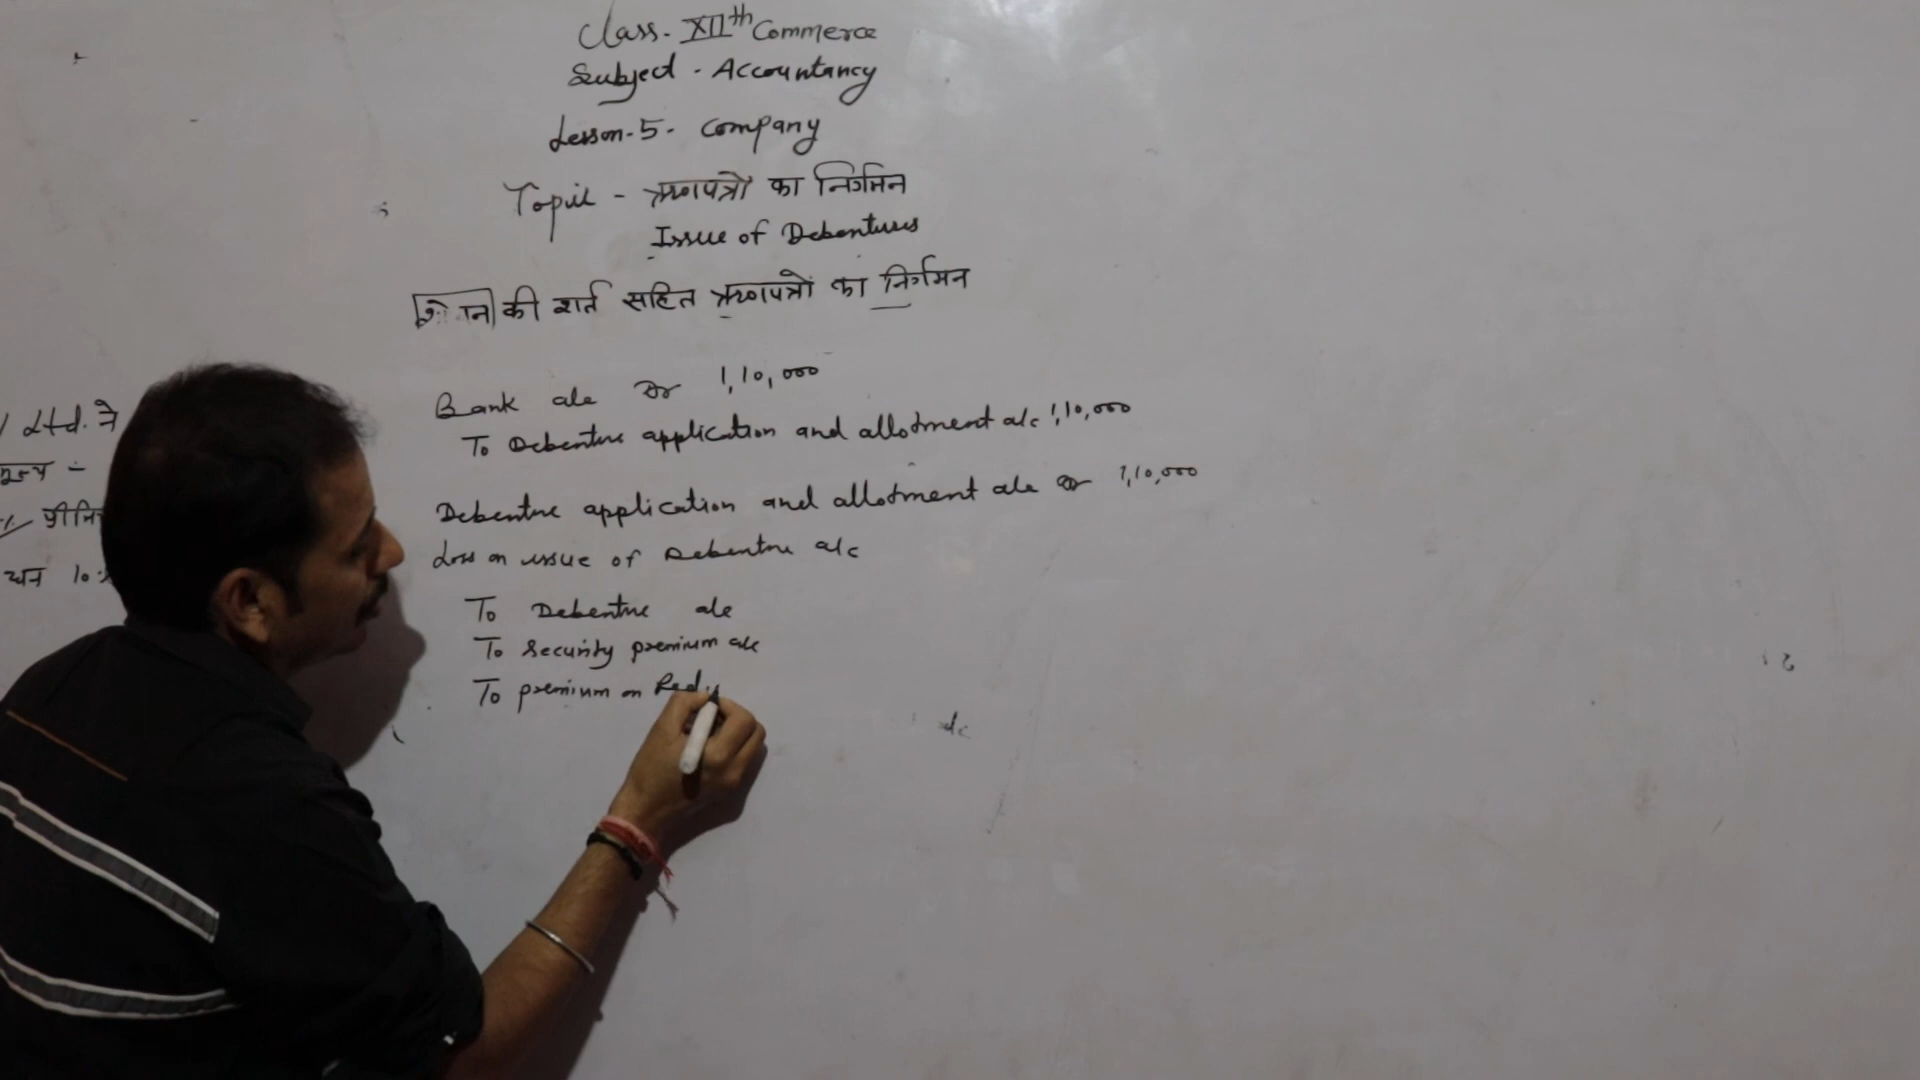 Class - XIIth Commerce
Subject - Accountancy
Lesson - 5 - Company
Topic - ऋणपत्रों का निर्गमन
Issue of Debentures
की शर्त सहित ऋणपत्रों का निर्गमन
Bank a/c Dr 1,10,000
To Debenture application and allotment a/c 1,10,000
Debenture application and allotment a/c Dr 1,10,000
Loss on issue of Debenture a/c
To Debenture a/c
To Security premium a/c
To premium on Red
Ltd. ने
मूल्य -